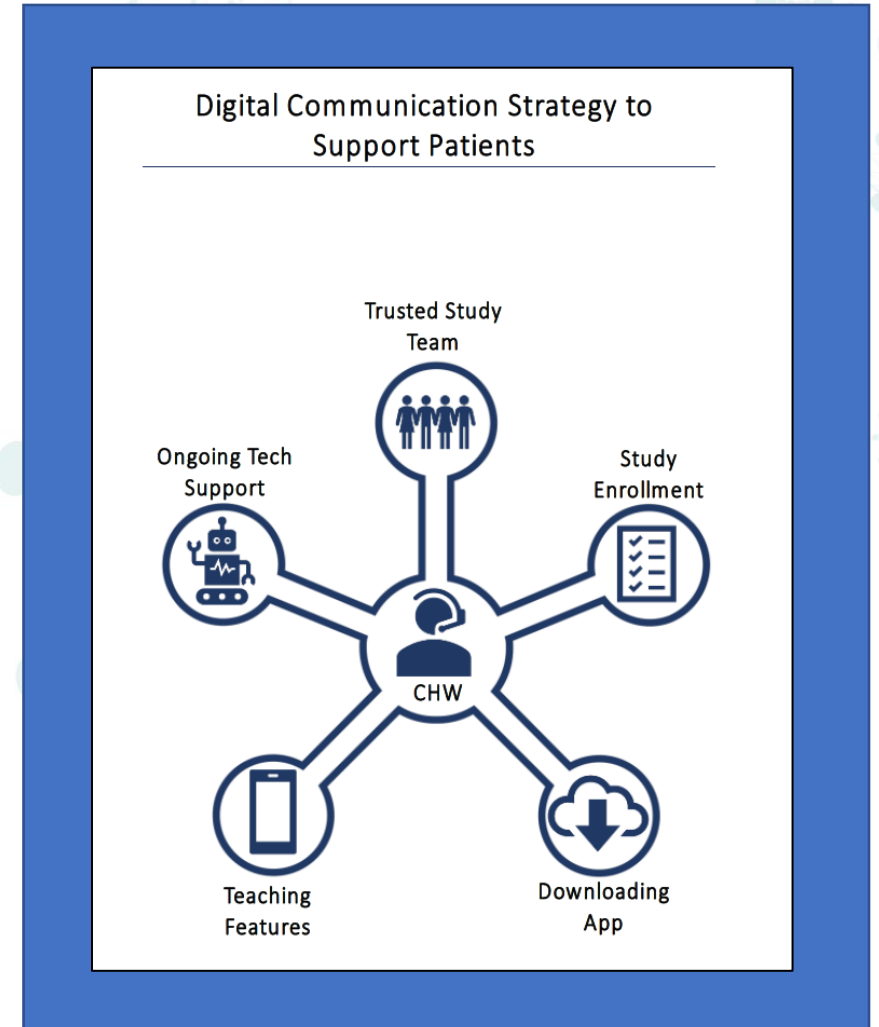 Digital Communication Strategy to
Support Patients
Trusted Study
Team
Ongoing Tech
Support
Study
Enrollment
CHW
Teaching
Features
Downloading
App